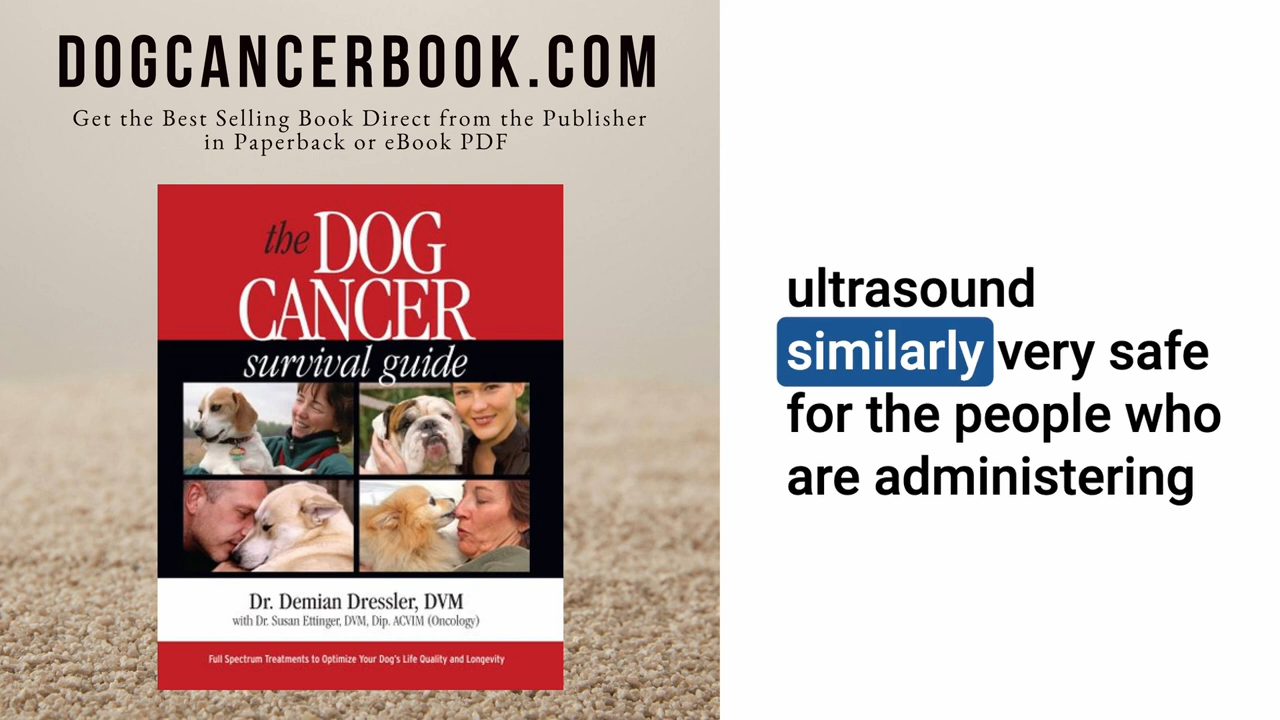 DOGCANCERBOOK.COM
Get the Best Selling Book Direct from the Publisher
in Paperback or eBook PDF
the DOG
CANCER
survival guide
Dr. Demian Dressler, DVM
with Dr. Susan Ettinger, DVM, Dip. ACVIM (Oncology)
Full Spectrum Treatments to Optimize Your Dog's Life Quality and Longevity
ultrasound
similarly very safe
for the people who
are administering